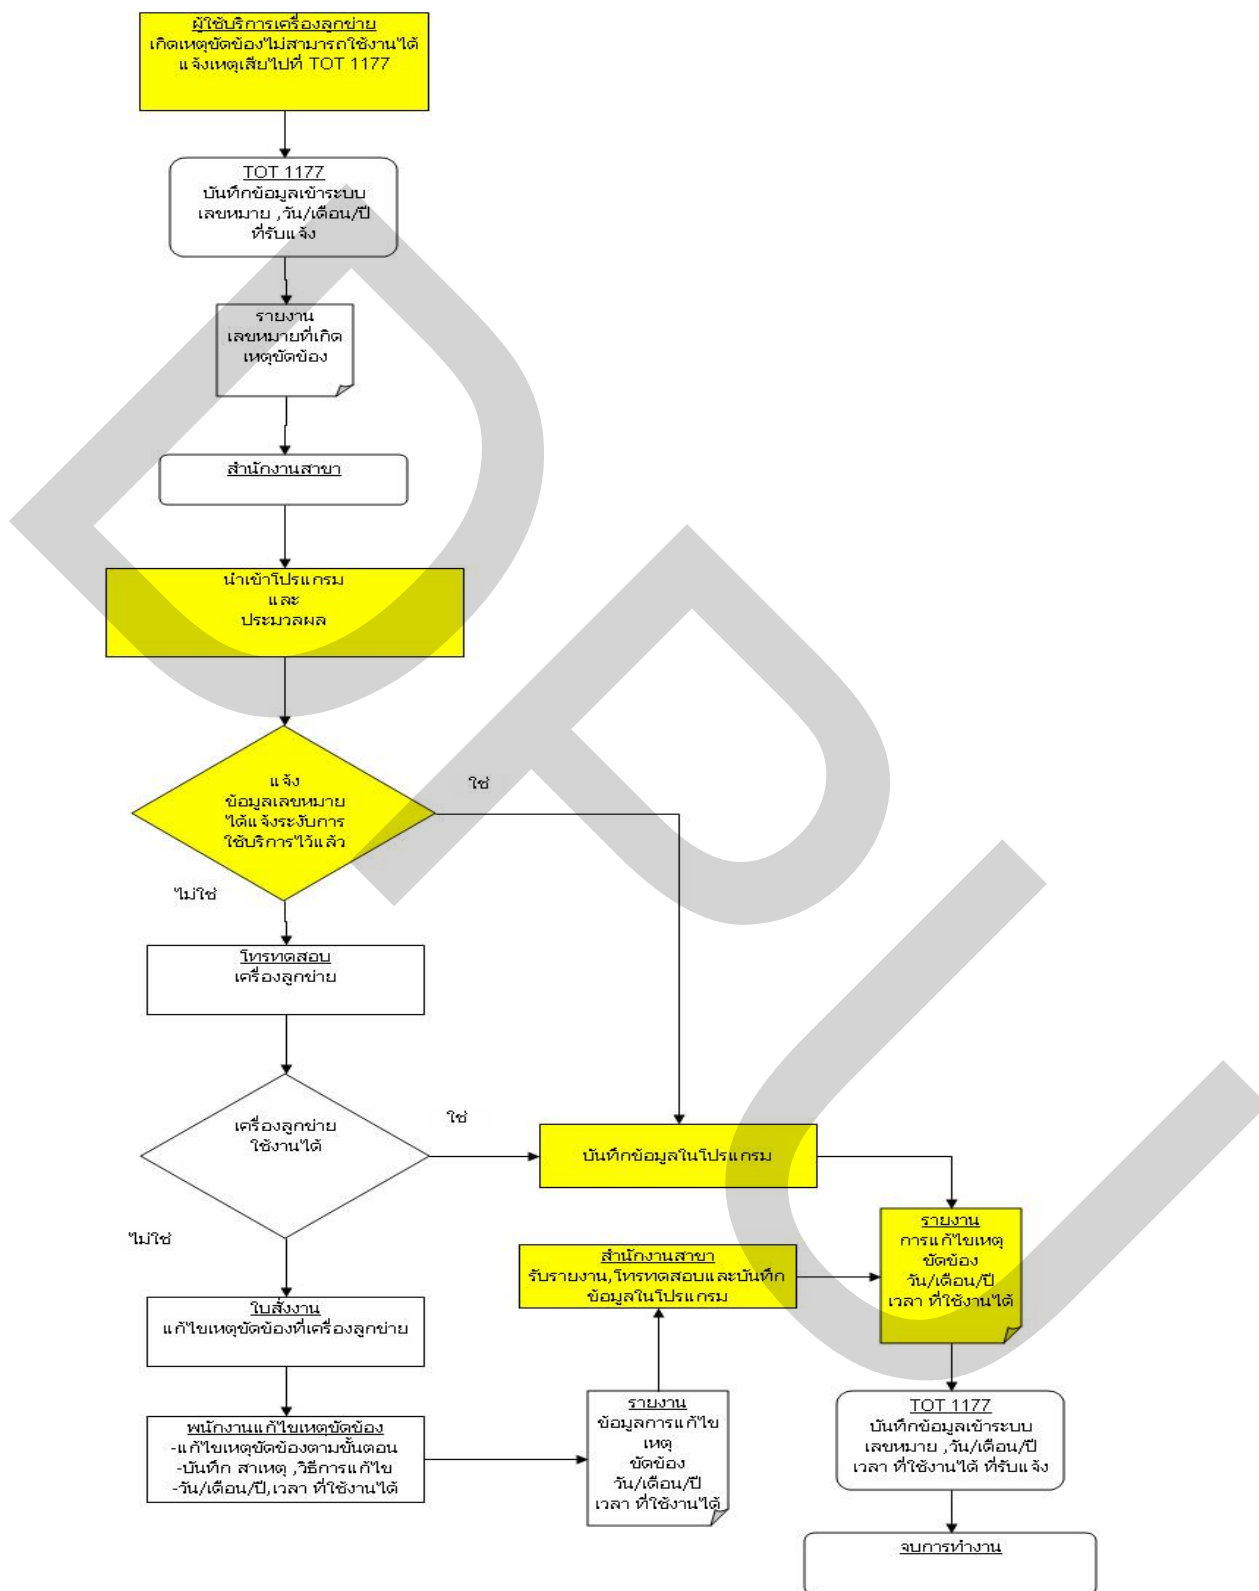 ผู้ใช้บริการเครื่องลูกข่าย
เกิดเหตุขัดข้องไม่สามารถใช้งานได้
แจ้งเหตุเสียไปที่ TOT 1177
TOT 1177
บันทึกข้อมูลเข้าระบบ
เลขหมาย ,วัน/เดือน/ปี
ที่รับแจ้ง
รายงาน
เลขหมายที่เกิด
เหตุขัดข้อง
สำนักงานสาขา
นำเข้าโปรแกรม
และ
ประมวลผล
แจ้ง
ข้อมูลเลขหมาย
ได้แจ้งระงับการ
ใช้บริการไว้แล้ว
ใช่
ไม่ใช่
โทรทดสอบ
เครื่องลูกข่าย
เครื่องลูกข่าย
ใช้งานได้
ใช่
ไม่ใช่
บันทึกข้อมูลในโปรแกรม
ใบสั่งงาน
แก้ไขเหตุขัดข้องที่เครื่องลูกข่าย
พนักงานแก้ไขเหตุขัดข้อง
-แก้ไขเหตุขัดข้องตามขั้นตอน
-บันทึก สาเหตุ ,วิธีการแก้ไข
-วัน/เดือน/ปี,เวลา ที่ใช้งานได้
รายงาน
ข้อมูลการแก้ไข
เหตุ
ขัดข้อง
วัน/เดือน/ปี
เวลา ที่ใช้งานได้
สำนักงานสาขา
รับรายงาน,โทรทดสอบและบันทึก
ข้อมูลในโปรแกรม
รายงาน
การแก้ไขเหตุ
ขัดข้อง
วัน/เดือน/ปี
เวลา ที่ใช้งานได้
TOT 1177
บันทึกข้อมูลเข้าระบบ
เลขหมาย ,วัน/เดือน/ปี
เวลา ที่ใช้งานได้ ที่รับแจ้ง
จบการทำงาน
DPU